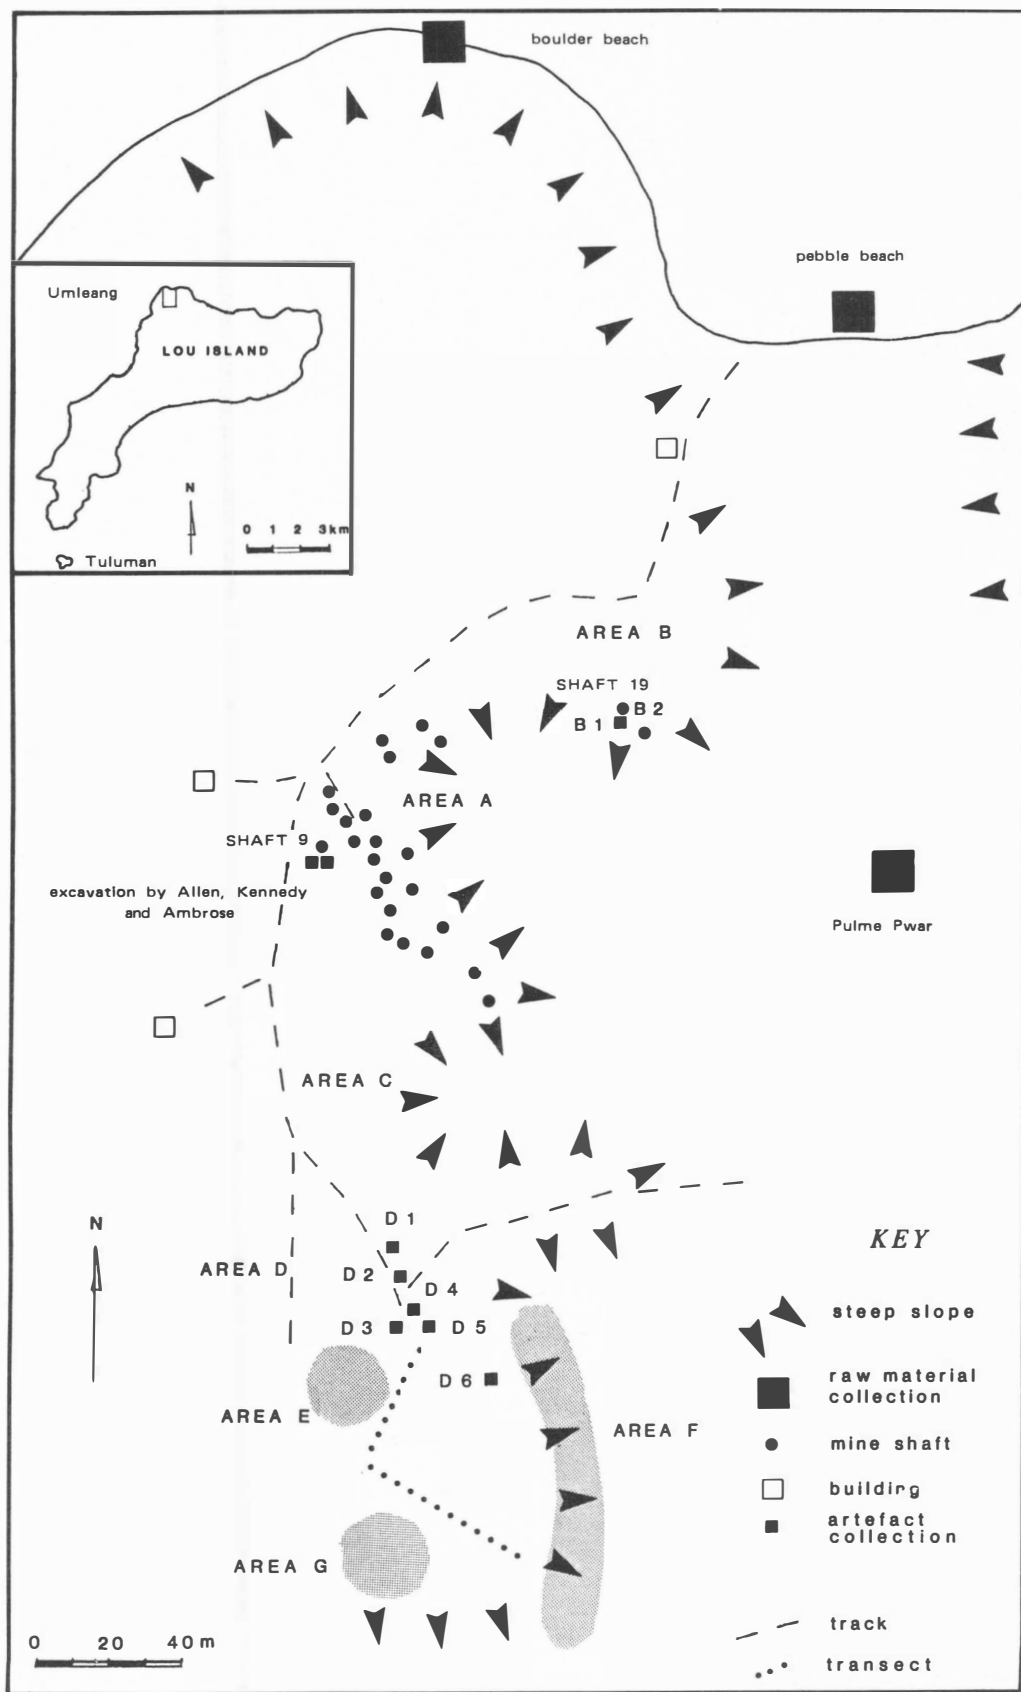 boulder beach
pebble beach
Umleang
LOU ISLAND
N
0 1 2 3km
Tuluman
AREA B
SHAFT 19
B 2
B 1
AREA A
SHAFT 9
excavation by Allen, Kennedy
and Ambrose
Pulme Pwar
AREA C
N
D 1
KEY
AREA D
D 2
D 4
steep slope
D 3
D 5
D 6
raw material
collection
AREA E
AREA F
mine shaft
building
artefact
collection
AREA G
track
0 20 40 m
transect